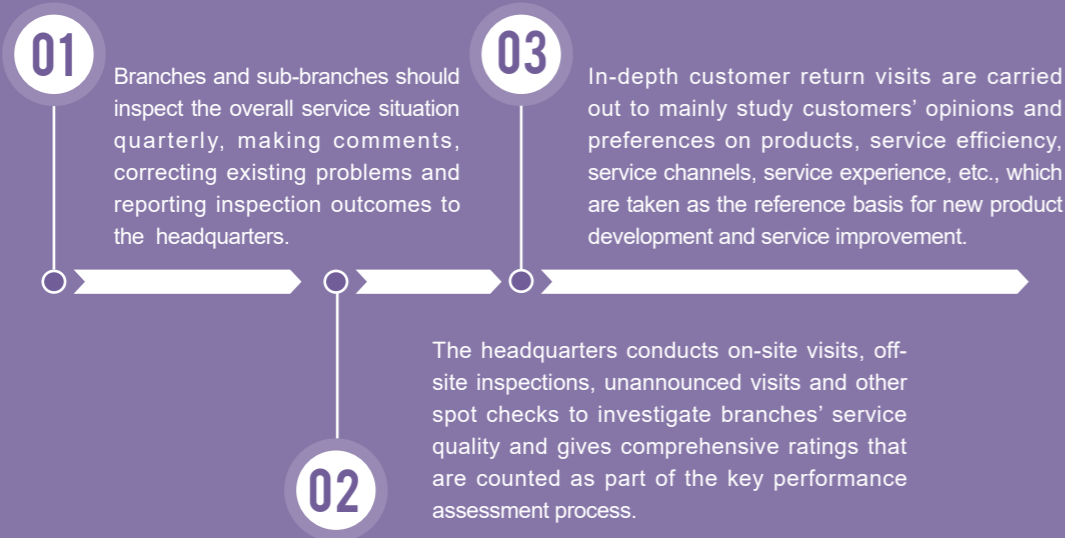 01
Branches and sub-branches should
inspect the overall service situation
quarterly, making comments,
correcting existing problems and
reporting inspection outcomes to
the headquarters.
03
In-depth customer return visits are carried
out to mainly study customers’ opinions and
preferences on products, service efficiency,
service channels, service experience, etc., which
are taken as the reference basis for new product
development and service improvement.
02
The headquarters conducts on-site visits, off-
site inspections, unannounced visits and other
spot checks to investigate branches’ service
quality and gives comprehensive ratings that
are counted as part of the key performance
assessment process.